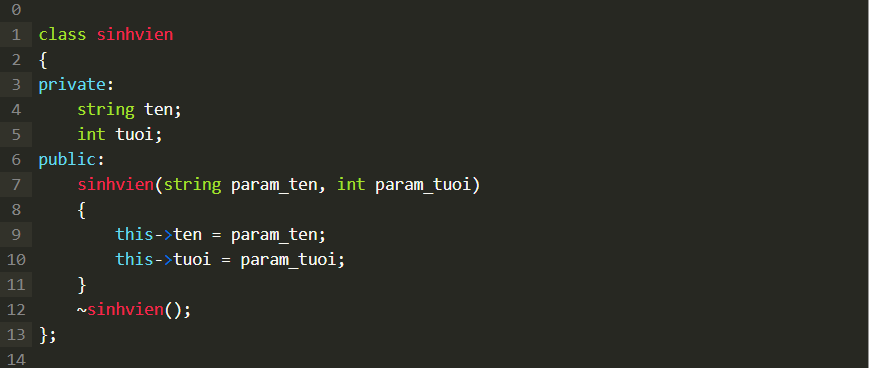 0
1 class sinhvien
2 {
3 private:
4     string ten;
5     int tuoi;
6 public:
7     sinhvien(string param_ten, int param_tuoi)
8     {
9         this->ten = param_ten;
10         this->tuoi = param_tuoi;
11     }
12     ~sinhvien();
13 };
14